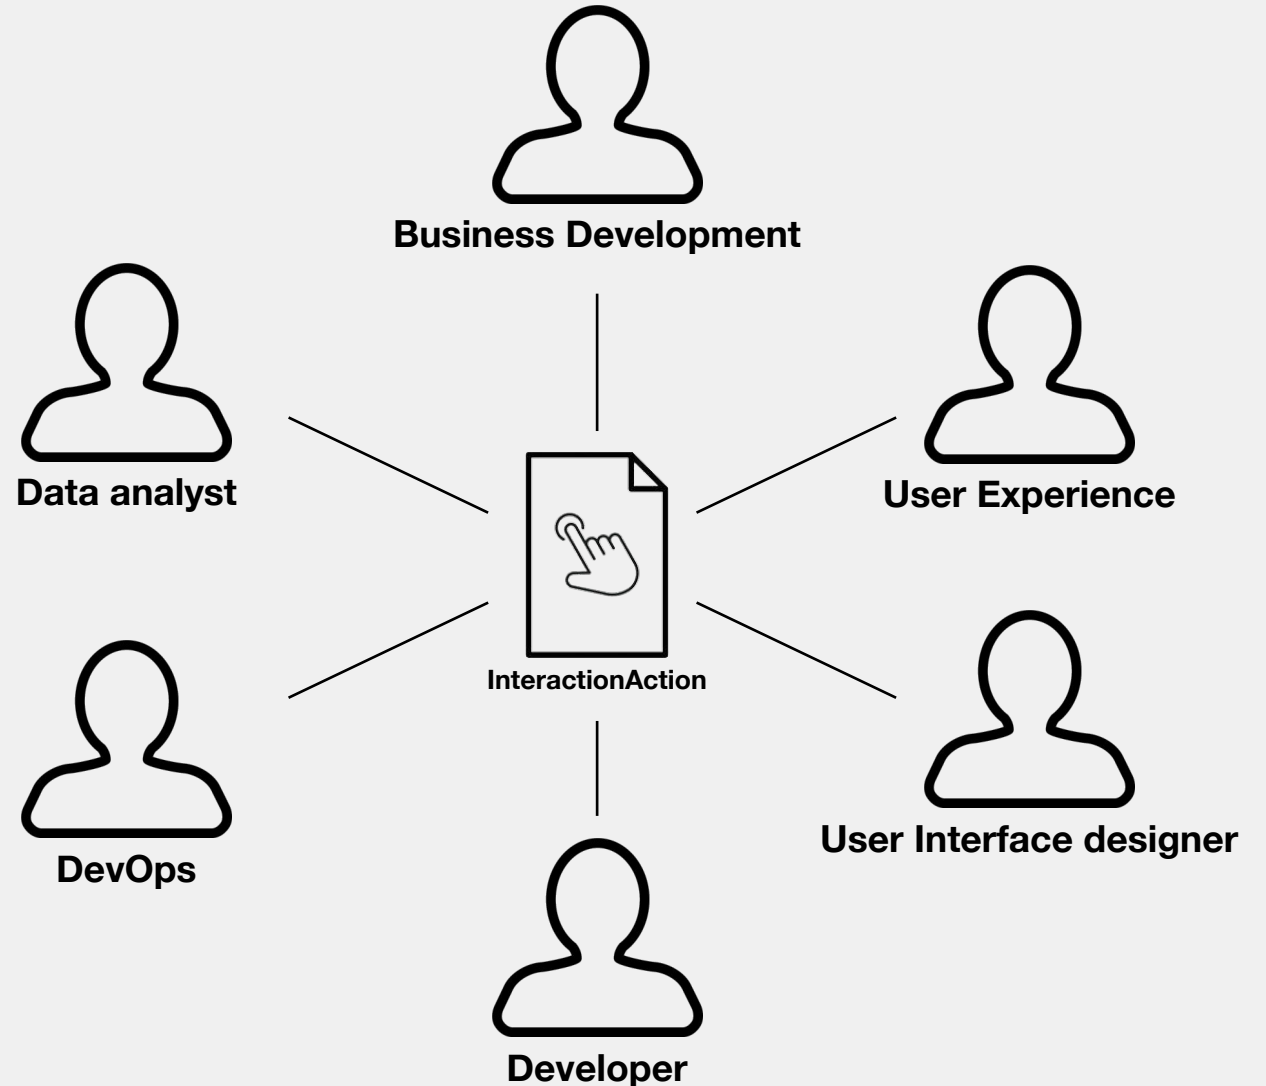 Business Development
Data analyst
User Experience
InteractionAction
User Interface designer
DevOps
Developer